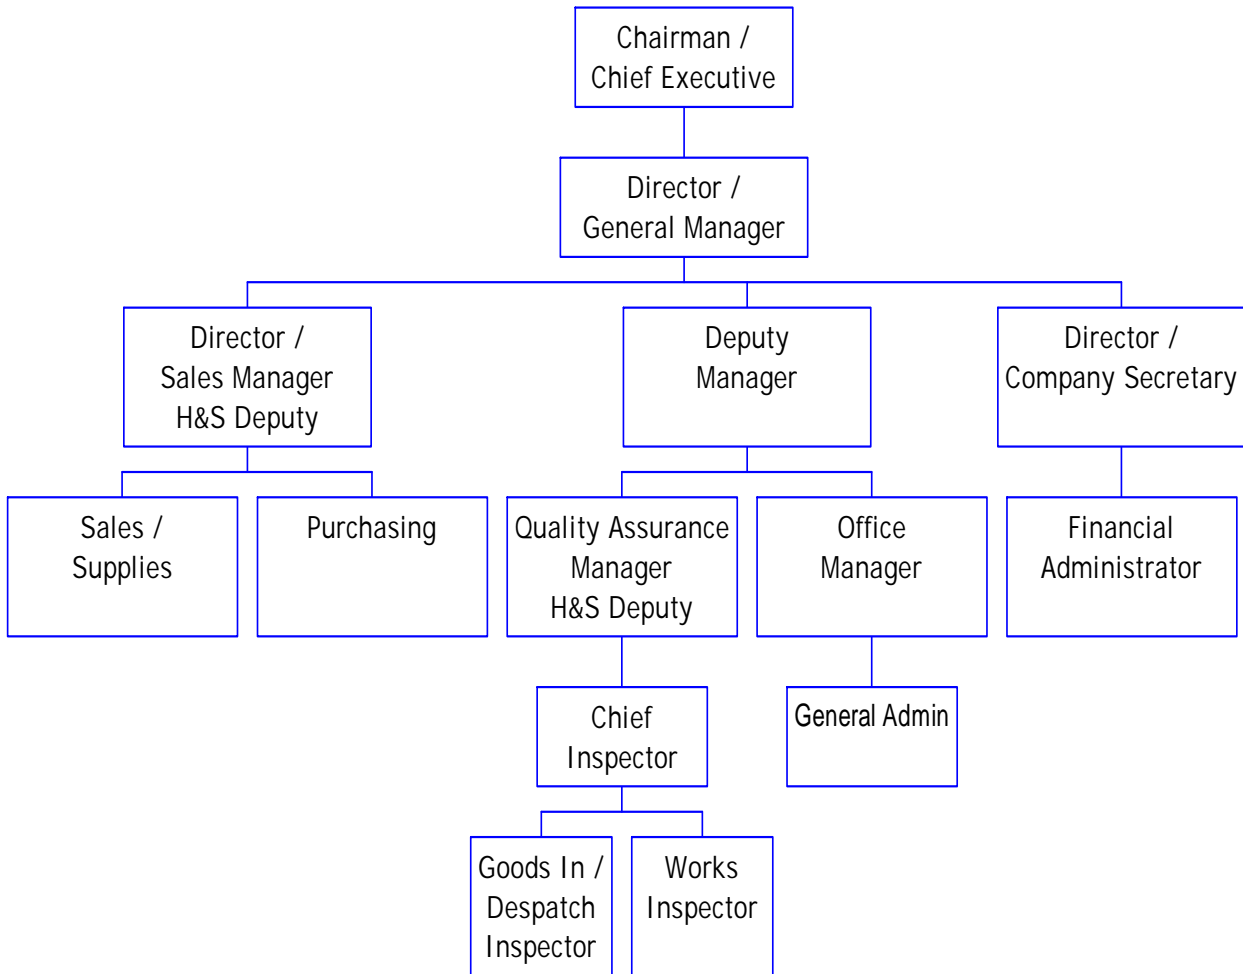 Chairman /
Chief Executive
Director /
General Manager
Director /
Sales Manager
H&S Deputy
Deputy
Manager
Director /
Company Secretary
Sales /
Supplies
Purchasing
Quality Assurance
Manager
H&S Deputy
Office
Manager
Financial
Administrator
Chief
Inspector
General Admin
Goods In /
Despatch
Inspector
Works
Inspector